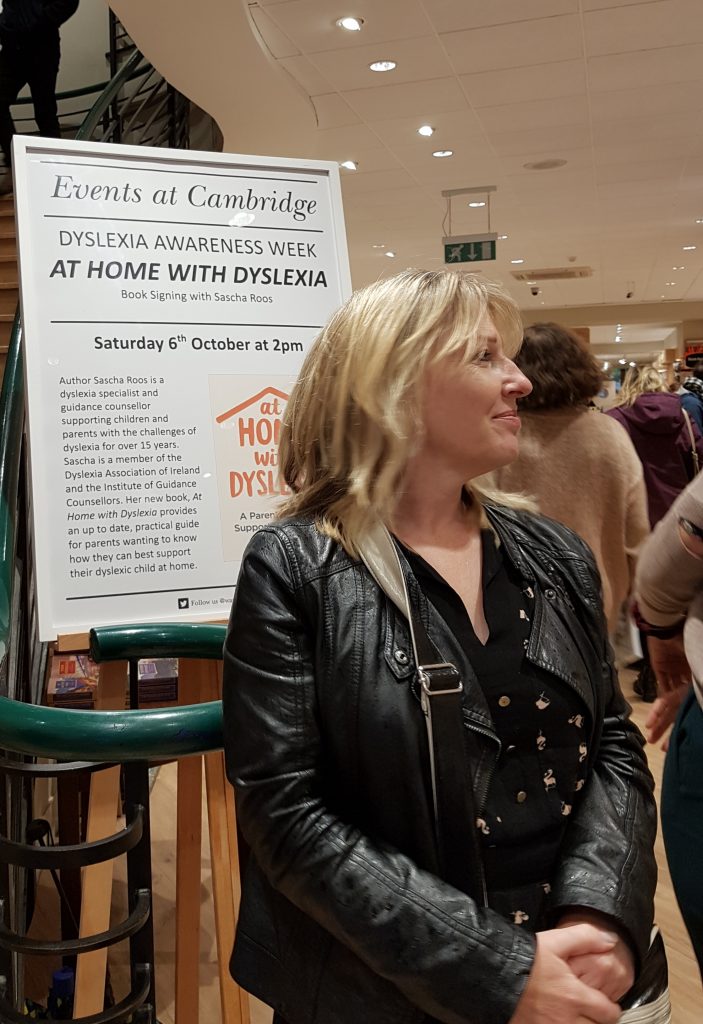 Events at Cambridge
DYSLEXIA AWARENESS WEEK
AT HOME WITH DYSLEXIA
Book Signing with Sascha Roos
Saturday 6th October at 2pm
Author Sascha Roos is a
dyslexia specialist and
guidance counsellor
supporting children and
parents with the challenges of
dyslexia for over 15 years.
Sascha is a member of the
Dyslexia Association of Ireland
and the Institute of Guidance
Counsellors. Her new book, At
Home with Dyslexia provides
an up to date, practical guide
for parents wanting to know
how they can best support
their dyslexic child at home.
at
HO
wi
DYSL
A Paren
Suppo
Follow us @wa